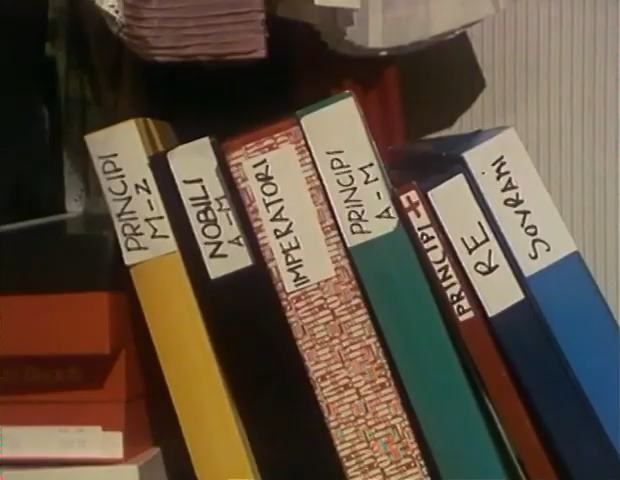 PRINCIPI
M-Z
NOBILI
A-M
IMPERATORI
PRINCIPI
A-M
PRINCIPI +
RE
SOVRANI